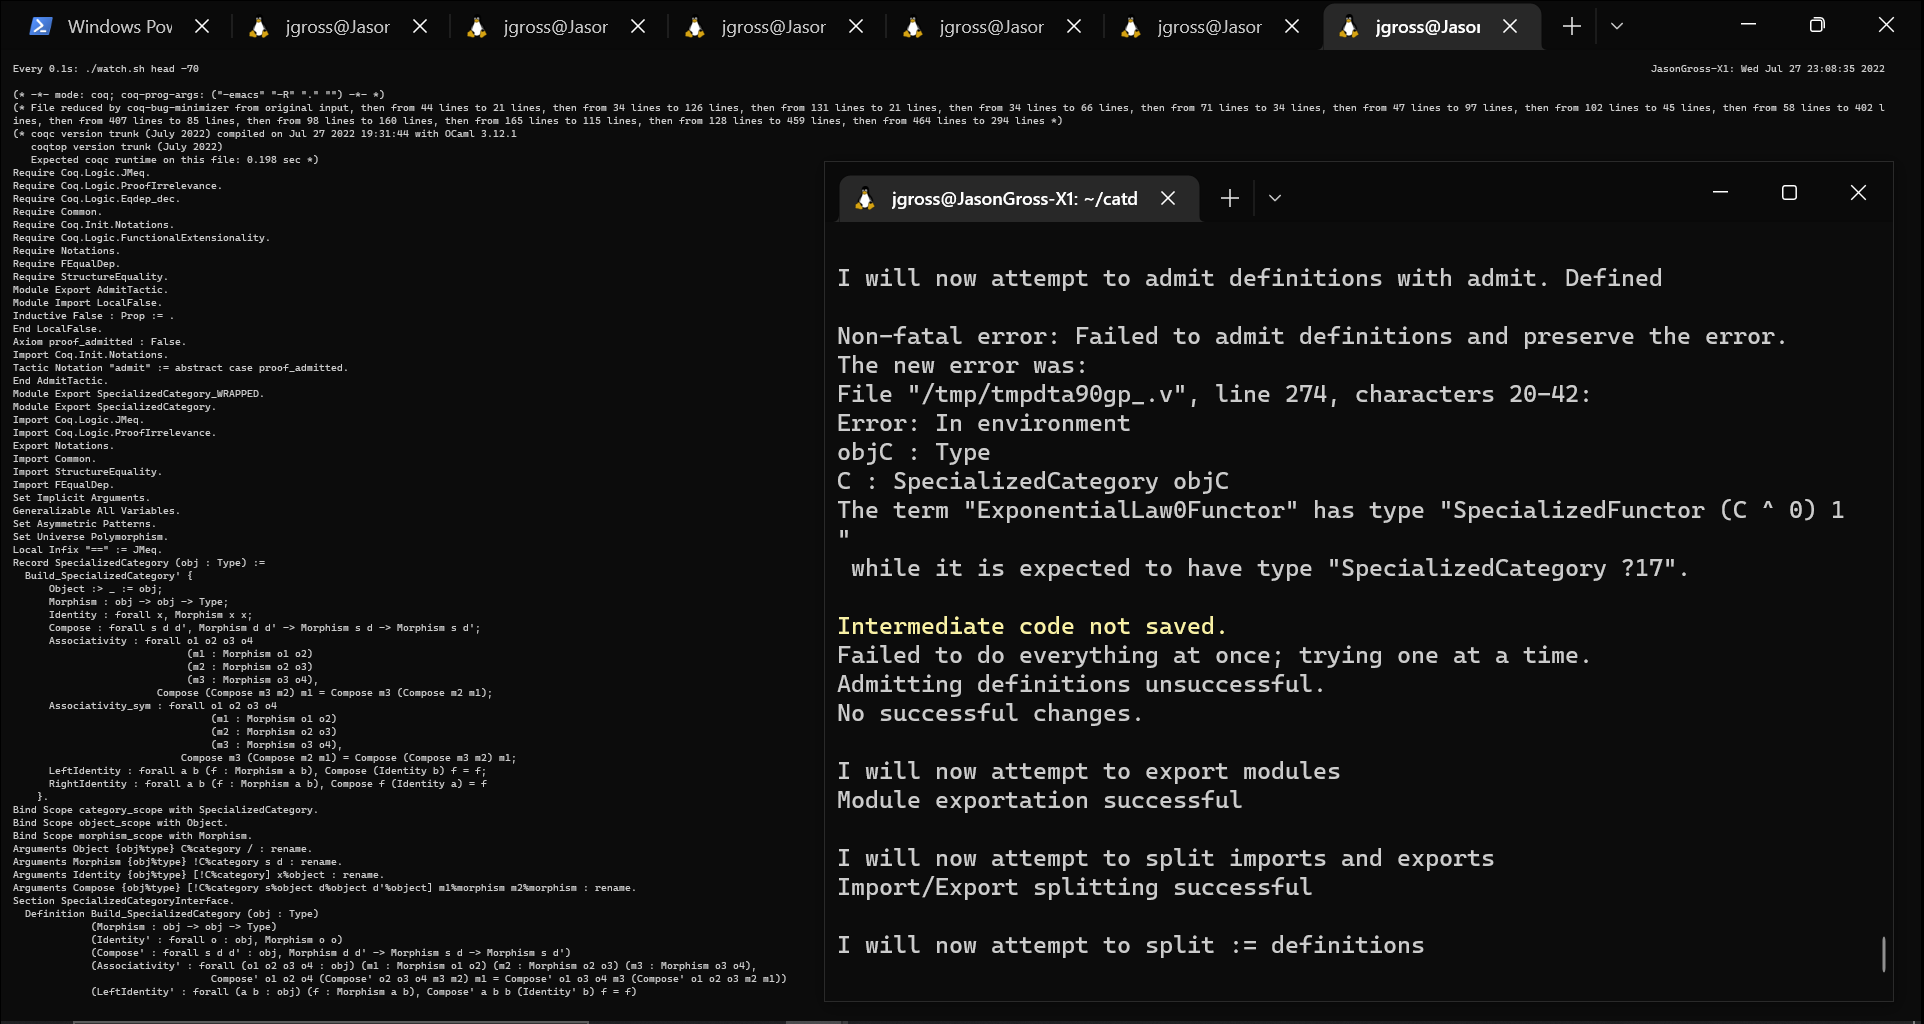 Windows Pow
jgross@Jasor
jgross@Jasor
jgross@Jasor
jgross@Jasor
jgross@Jasor
jgross@Jasor
Every 0.1s: ./watch.sh head -70
JasonGross-X1: Wed Jul 27 23:08:35 2022
(* -*- mode: coq; coq-prog-args: ("-emacs" "-R" "." "") -*- *)
(* File reduced by coq-bug-minimizer from original input, then from 44 lines to 21 lines, then from 34 lines to 126 lines, then from 131 lines to 21 lines, then from 34 lines to 66 lines, then from 71 lines to 34 lines, then from 47 lines to 97 lines, then from 102 lines to 45 lines, then from 58 lines to 402 l
ines, then from 407 lines to 85 lines, then from 98 lines to 160 lines, then from 165 lines to 115 lines, then from 128 lines to 459 lines, then from 464 lines to 294 lines *)
(* coqc version trunk (July 2022) compiled on Jul 27 2022 19:31:44 with OCaml 3.12.1
coqtop version trunk (July 2022)
Expected coqc runtime on this file: 0.198 sec *)
Require Coq.Logic.JMeq.
Require Coq.Logic.ProofIrrelevance.
Require Coq.Logic.Eqdep_dec.
Require Common.
Require Coq.Init.Notations.
Require Coq.Logic.FunctionalExtensionality.
Require Notations.
Require FEqualDep.
Require StructureEquality.
Module Export AdmitTactic.
Module Import LocalFalse.
Inductive False : Prop := .
End LocalFalse.
Axiom proof_admitted : False.
Import Coq.Init.Notations.
Tactic Notation "admit" := abstract case proof_admitted.
End AdmitTactic.
Module Export SpecializedCategory_WRAPPED.
Module Export SpecializedCategory.
Import Coq.Logic.JMeq.
Import Coq.Logic.ProofIrrelevance.
Export Notations.
Import Common.
Import StructureEquality.
Import FEqualDep.
Set Implicit Arguments.
Generalizable All Variables.
Set Asymmetric Patterns.
Set Universe Polymorphism.
Local Infix "==" := JMeq.
Record SpecializedCategory (obj : Type) :=
Build_SpecializedCategory' {
Object :> _ := obj;
Morphism : obj -> obj -> Type;
Identity : forall x, Morphism x x;
Compose : forall s d d', Morphism d d' -> Morphism s d -> Morphism s d';
Associativity : forall o1 o2 o3 o4
(m1 : Morphism o1 o2)
(m2 : Morphism o2 o3)
(m3 : Morphism o3 o4),
Compose (Compose m3 m2) m1 = Compose m3 (Compose m2 m1);
Associativity_sym : forall o1 o2 o3 o4
(m1 : Morphism o1 o2)
(m2 : Morphism o2 o3)
(m3 : Morphism o3 o4),
Compose m3 (Compose m2 m1) = Compose (Compose m3 m2) m1;
LeftIdentity : forall a b (f : Morphism a b), Compose (Identity b) f = f;
RightIdentity : forall a b (f : Morphism a b), Compose f (Identity a) = f
}.
Bind Scope category_scope with SpecializedCategory.
Bind Scope object_scope with Object.
Bind Scope morphism_scope with Morphism.
Arguments Object {obj%type} C%category / : rename.
Arguments Morphism {obj%type} !C%category s d : rename.
Arguments Identity {obj%type} [!C%category] x%object : rename.
Arguments Compose {obj%type} [!C%category s%object d%object d'%object] m1%morphism m2%morphism : rename.
Section SpecializedCategoryInterface.
Definition Build_SpecializedCategory (obj : Type)
(Morphism : obj -> obj -> Type)
(Identity' : forall o : obj, Morphism o o)
(Compose' : forall s d d' : obj, Morphism d d' -> Morphism s d -> Morphism s d')
(Associativity' : forall (o1 o2 o3 o4 : obj) (m1 : Morphism o1 o2) (m2 : Morphism o2 o3) (m3 : Morphism o3 o4),
Compose' o1 o2 o4 (Compose' o2 o3 o4 m3 m2) m1 = Compose' o1 o3 o4 m3 (Compose' o1 o2 o3 m2 m1))
(LeftIdentity' : forall (a b : obj) (f : Morphism a b), Compose' a b b (Identity' b) f = f)
jgross@JasonGross-X1: ~/catd
I will now attempt to admit definitions with admit. Defined
Non-fatal error: Failed to admit definitions and preserve the error.
The new error was:
File "/tmp/tmpdta90gp_.v", line 274, characters 20-42:
Error: In environment
objC : Type
C : SpecializedCategory objC
The term "ExponentialLaw0Functor" has type "SpecializedFunctor (C ^ 0) 1
"
while it is expected to have type "SpecializedCategory ?17".
Intermediate code not saved.
Failed to do everything at once; trying one at a time.
Admitting definitions unsuccessful.
No successful changes.
I will now attempt to export modules
Module exportation successful
I will now attempt to split imports and exports
Import/Export splitting successful
I will now attempt to split := definitions